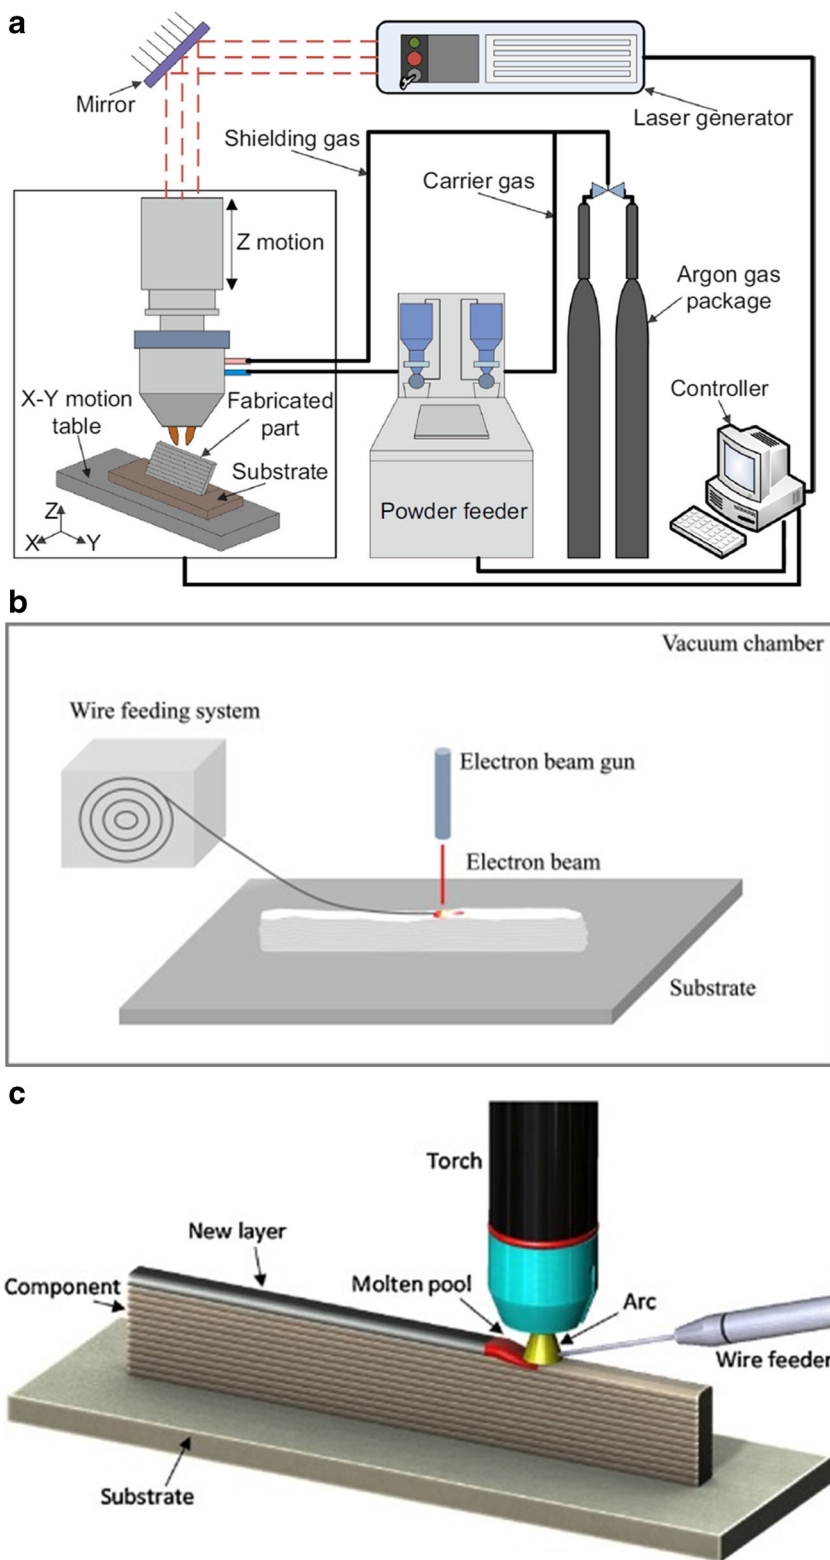 a
Mirror
Laser generator
Shielding gas
Carrier gas
Z motion
Argon gas
package
Controller
X-Y motion
table
Fabricated
part
Substrate
Powder feeder
Z
X
Y
b
Vacuum chamber
Wire feeding system
Electron beam gun
Electron beam
Substrate
c
Torch
New layer
Molten pool
Component
Arc
Wire feeder
Substrate